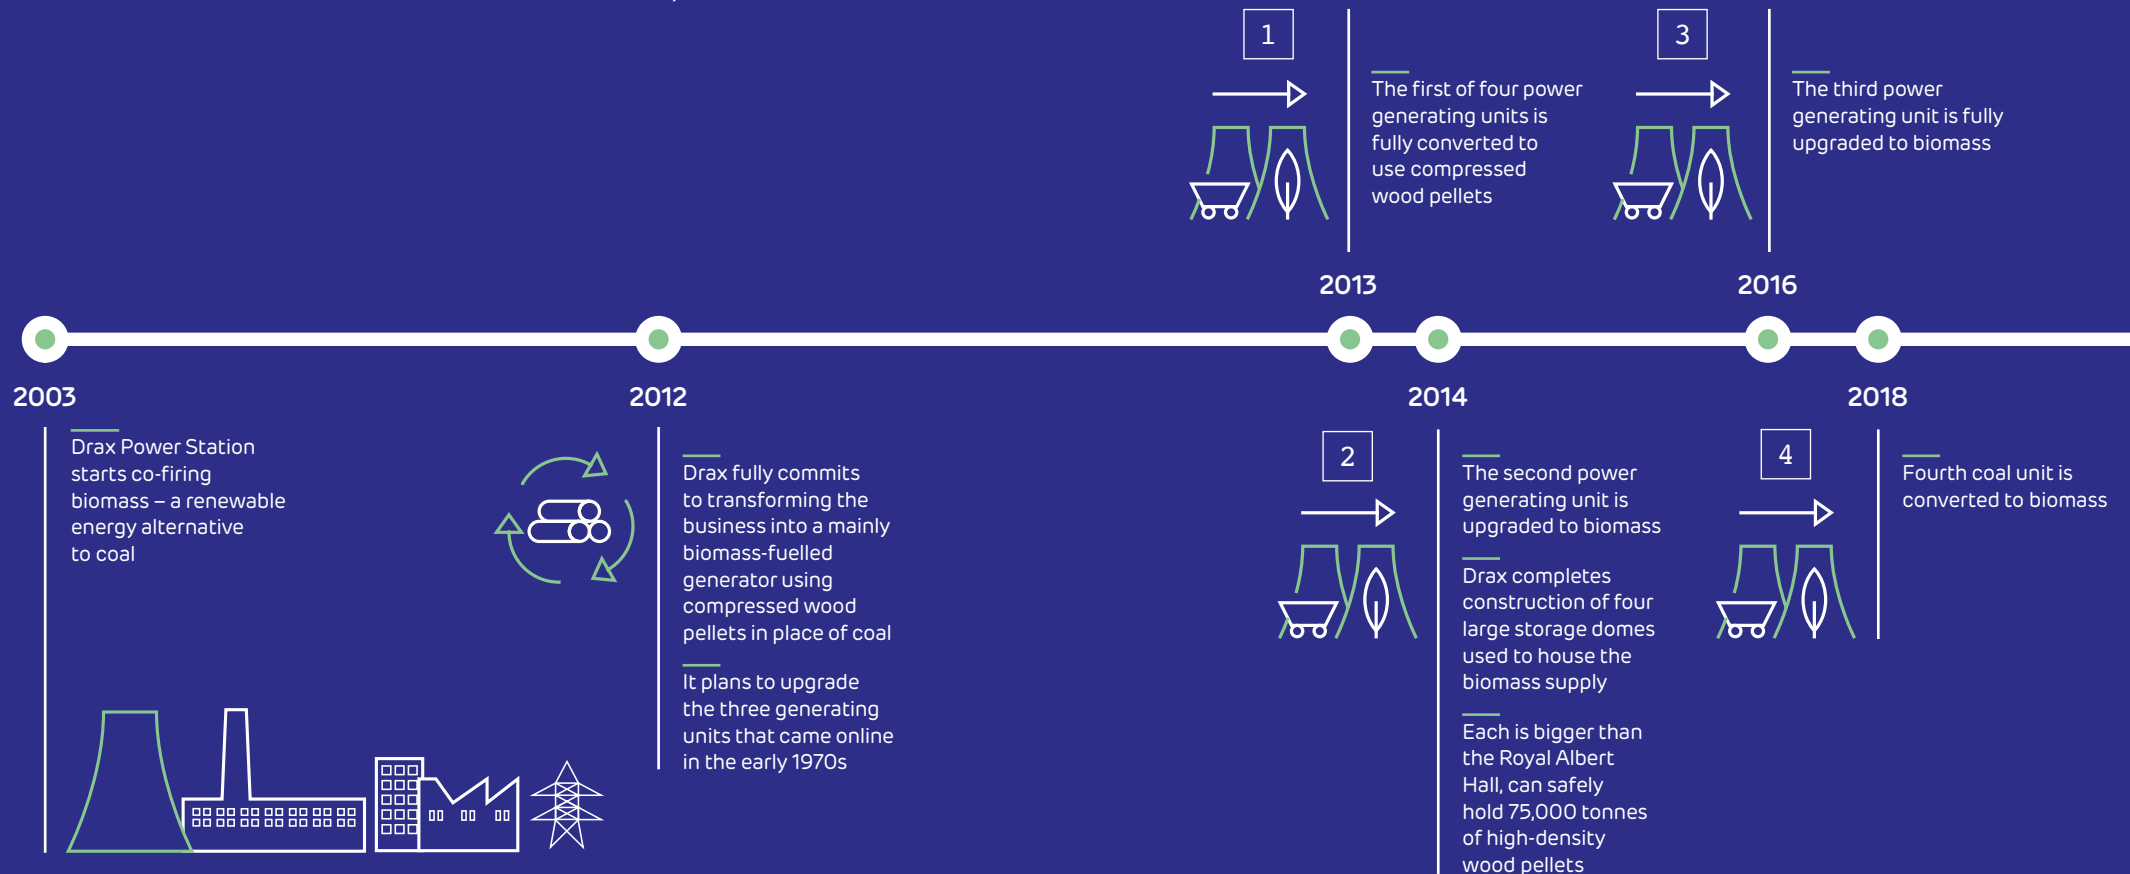 1
The first of four power
generating units is
fully converted to
use compressed
wood pellets
3
The third power
generating unit is fully
upgraded to biomass
2013
2016
2003
Drax Power Station
starts co-firing
biomass – a renewable
energy alternative
to coal
2012
Drax fully commits
to transforming the
business into a mainly
biomass-fuelled
generator using
compressed wood
pellets in place of coal
It plans to upgrade
the three generating
units that came online
in the early 1970s
2014
2
The second power
generating unit is
upgraded to biomass
Drax completes
construction of four
large storage domes
used to house the
biomass supply
Each is bigger than
the Royal Albert
Hall, can safely
hold 75,000 tonnes
of high-density
wood pellets
2018
4
Fourth coal unit is
converted to biomass